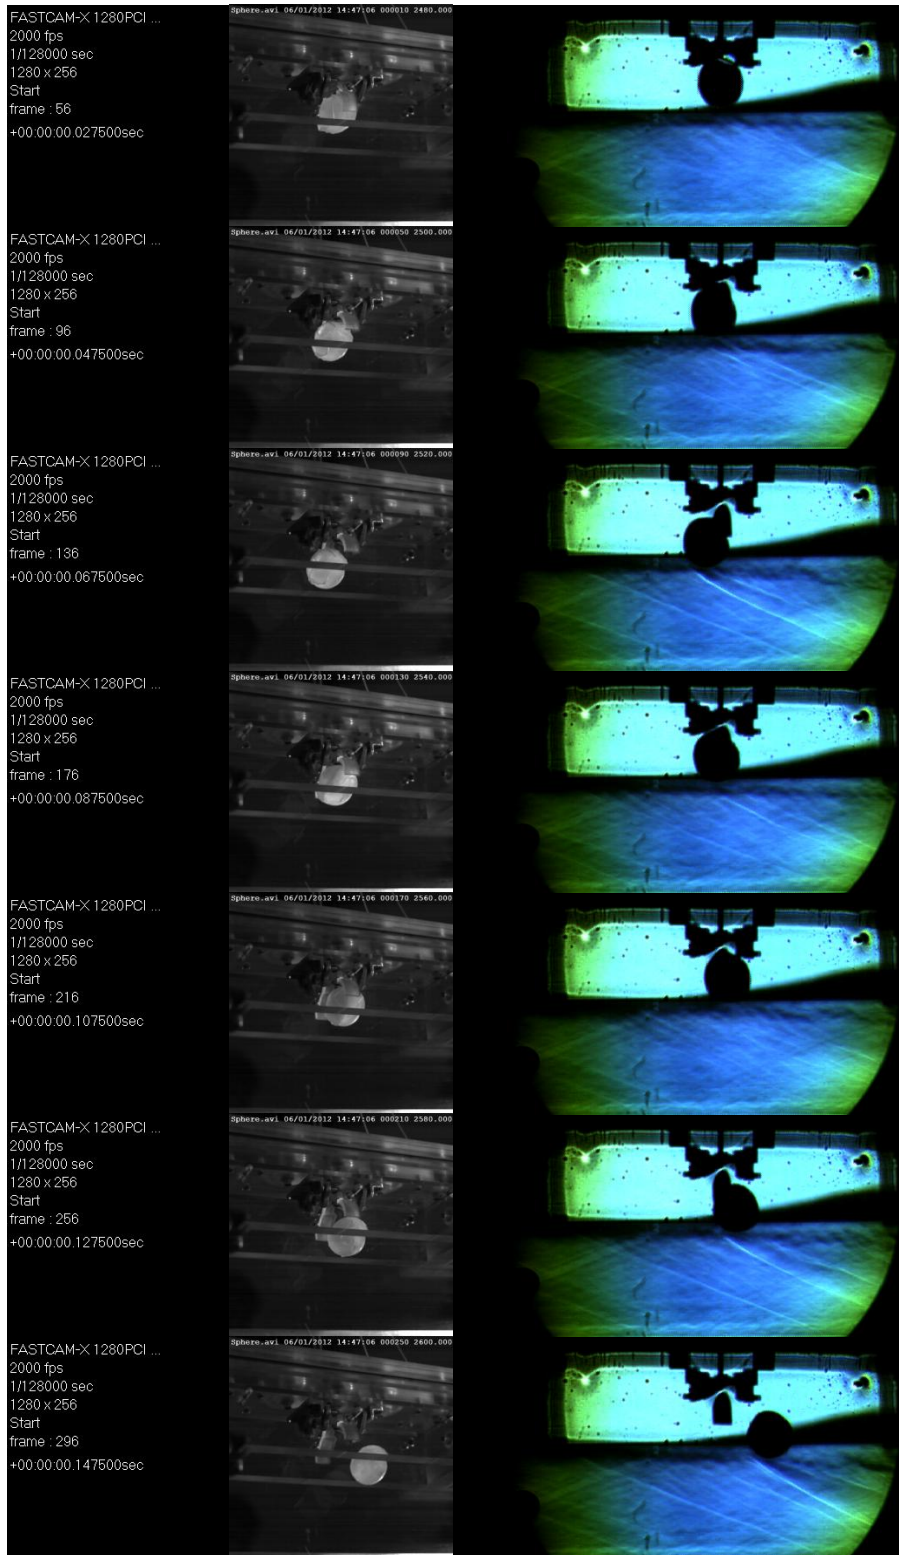 FASTCAM-X 1280PCI ...
2000 fps
1/128000 sec
1280 x 256
Start
frame : 56
+00:00:00.027500sec
Sphere.avi 06/01/2012 14:47:06 000010 2480.000
FASTCAM-X 1280PCI ...
2000 fps
1/128000 sec
1280 x 256
Start
frame : 96
+00:00:00.047500sec
Sphere.avi 06/01/2012 14:47:06 000050 2500.000
FASTCAM-X 1280PCI ...
2000 fps
1/128000 sec
1280 x 256
Start
frame : 136
+00:00:00.067500sec
Sphere.avi 06/01/2012 14:47:06 000090 2520.000
FASTCAM-X 1280PCI ...
2000 fps
1/128000 sec
1280 x 256
Start
frame : 176
+00:00:00.087500sec
Sphere.avi 06/01/2012 14:47:06 000130 2540.000
FASTCAM-X 1280PCI ...
2000 fps
1/128000 sec
1280 x 256
Start
frame : 216
+00:00:00.107500sec
Sphere.avi 06/01/2012 14:47:06 000170 2560.000
FASTCAM-X 1280PCI ...
2000 fps
1/128000 sec
1280 x 256
Start
frame : 256
+00:00:00.127500sec
Sphere.avi 06/01/2012 14:47:06 000210 2580.000
FASTCAM-X 1280PCI ...
2000 fps
1/128000 sec
1280 x 256
Start
frame : 296
+00:00:00.147500sec
Sphere.avi 06/01/2012 14:47:06 000250 2600.000